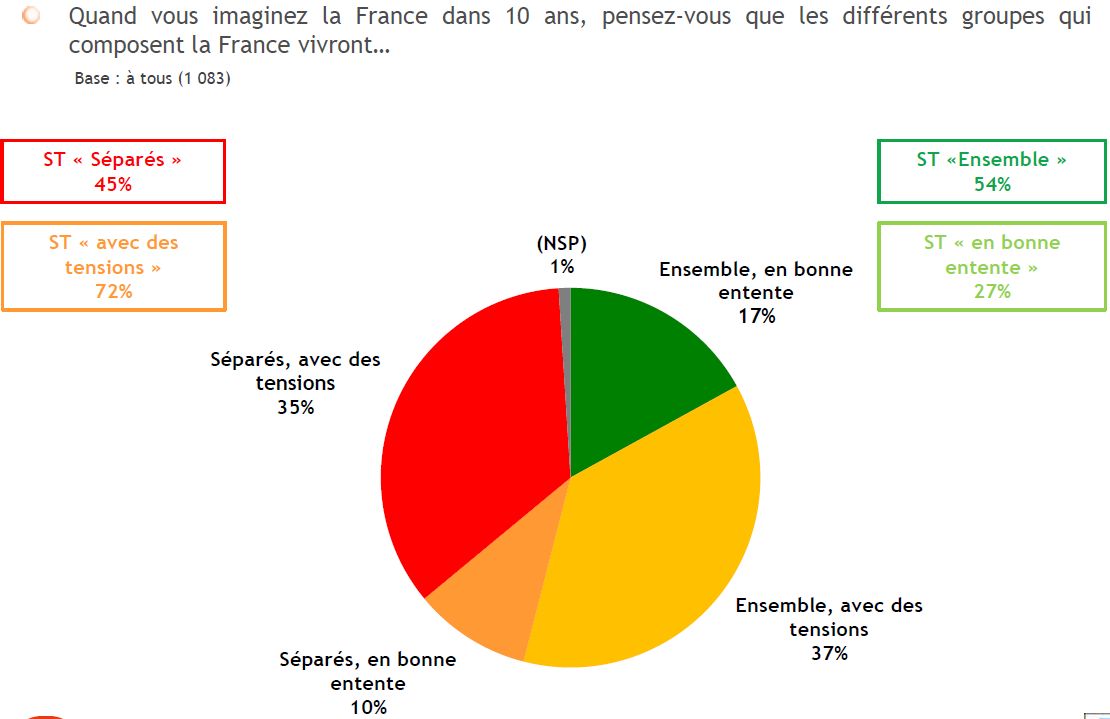 Quand vous imaginez la France dans 10 ans, pensez-vous que les différents groupes qui
composent la France vivront...
Base : à tous (1 083)
ST « Séparés »
45%
ST «Ensemble »
54%
ST « avec des
tensions »
72%
ST « en bonne
entente »
27%
(NSP)
1%
Ensemble, en bonne
entente
17%
Séparés, avec des
tensions
35%
Ensemble, avec des
tensions
37%
Séparés, en bonne
entente
10%